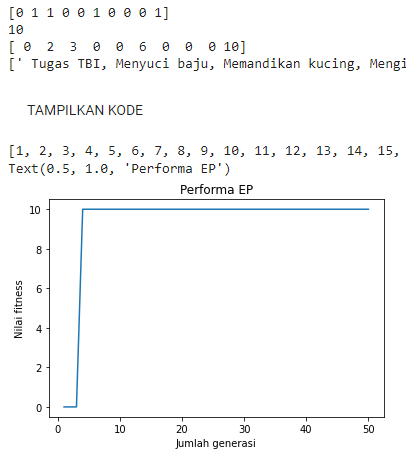 [0 1 1 0 0 1 0 0 0 1]
10
[ 0  2  3  0  0  6  0  0  0 10]
[' Tugas TBI, Menyuci baju, Memandikan kucing, Mengi
TAMPILKAN KODE
[1, 2, 3, 4, 5, 6, 7, 8, 9, 10, 11, 12, 13, 14, 15,
Text(0.5, 1.0, 'Performa EP')
Performa EP
10
8
6
4
2
0
Nilai fitness
0 10 20 30 40 50
Jumlah generasi